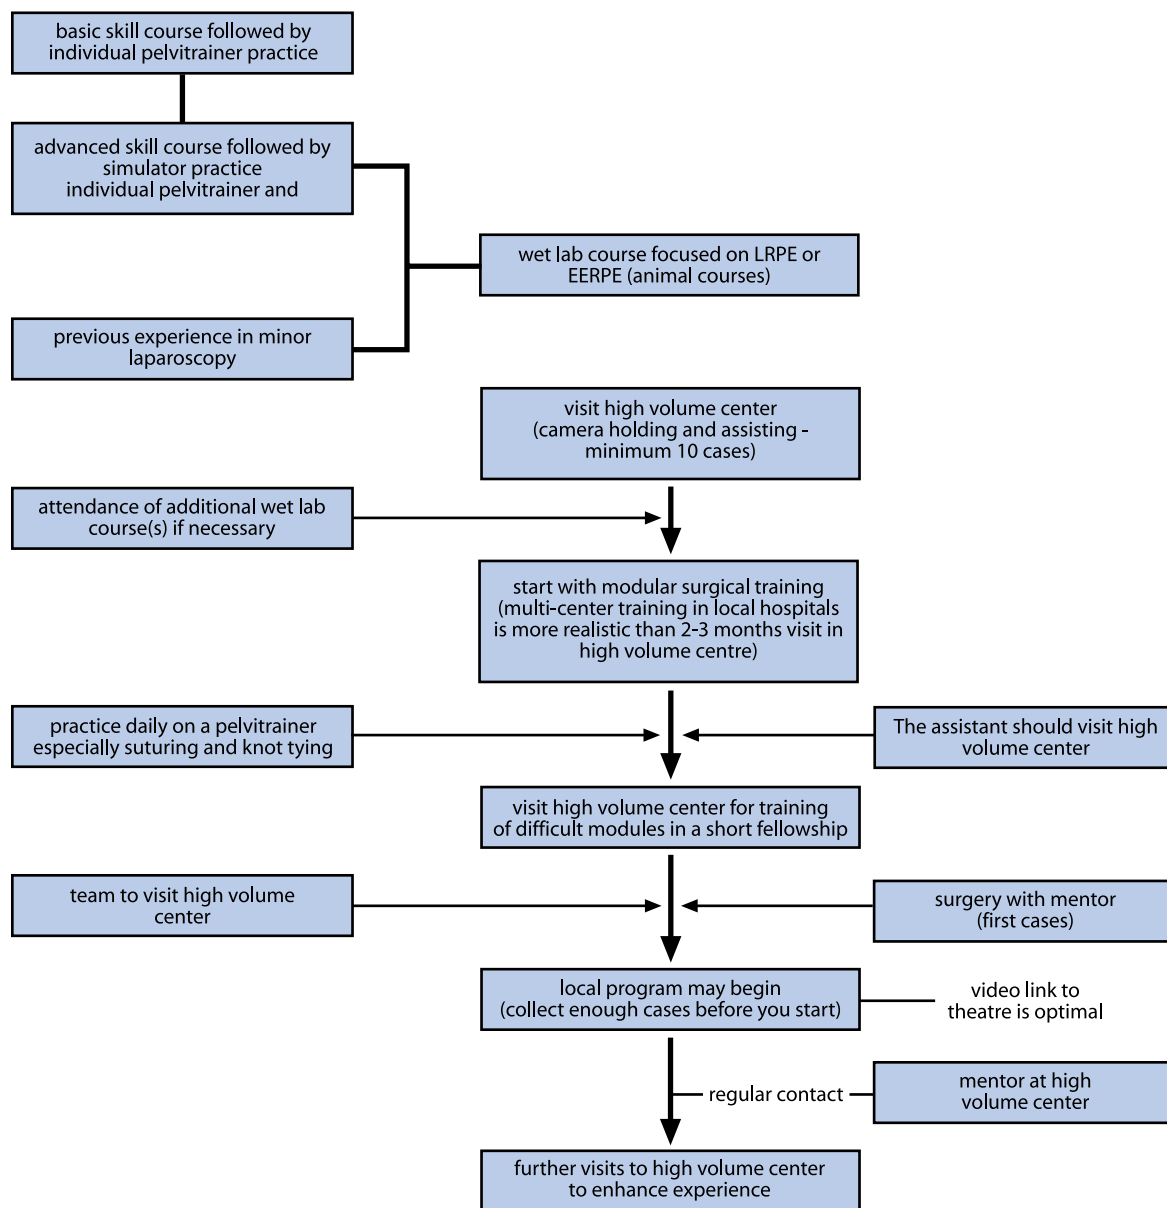 basic skill course followed by
individual pelvitrainer practice
advanced skill course followed by
simulator practice
individual pelvitrainer and
wet lab course focused on LRPE or
EERPE (animal courses)
previous experience in minor
laparoscopy
visit high volume center
(camera holding and assisting -
minimum 10 cases)
attendance of additional wet lab
course(s) if necessary
start with modular surgical training
(multi-center training in local hospitals
is more realistic than 2-3 months visit in
high volume centre)
practice daily on a pelvitrainer
especially suturing and knot tying
The assistant should visit high
volume center
visit high volume center for training
of difficult modules in a short fellowship
team to visit high volume
center
surgery with mentor
(first cases)
local program may begin
(collect enough cases before you start)
video link to
theatre is optimal
regular contact
mentor at high
volume center
further visits to high volume center
to enhance experience